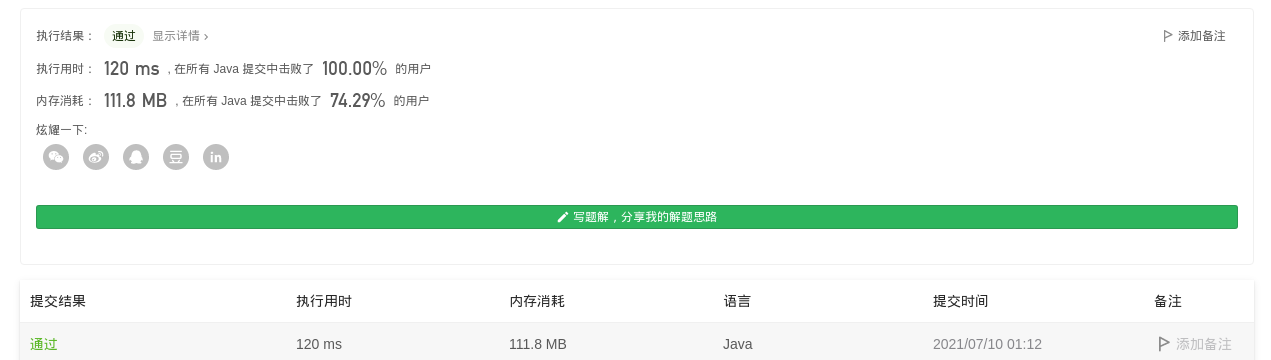 执行结果： 通过 显示详情 › 添加备注
执行用时： 120 ms , 在所有 Java 提交中击败了 100.00% 的用户
内存消耗： 111.8 MB , 在所有 Java 提交中击败了 74.29% 的用户
炫耀一下:
豆 in
写题解，分享我的解题思路
提交结果 执行用时 内存消耗 语言 提交时间 备注
通过 120 ms 111.8 MB Java 2021/07/10 01:12 添加备注